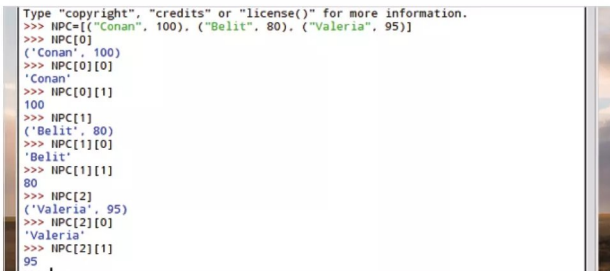 Type "copyright", "credits" or "license()" for more information.
>>> NPC=[("Conan", 100), ("Belit", 80), ("Valeria", 95)]
>>> NPC[0]
('Conan', 100)
>>> NPC[0][0]
'Conan'
>>> NPC[0][1]
100
>>> NPC[1]
('Belit', 80)
>>> NPC[1][0]
'Belit'
>>> NPC[1][1]
80
>>> NPC[2]
('Valeria', 95)
>>> NPC[2][0]
'Valeria'
>>> NPC[2][1]
95